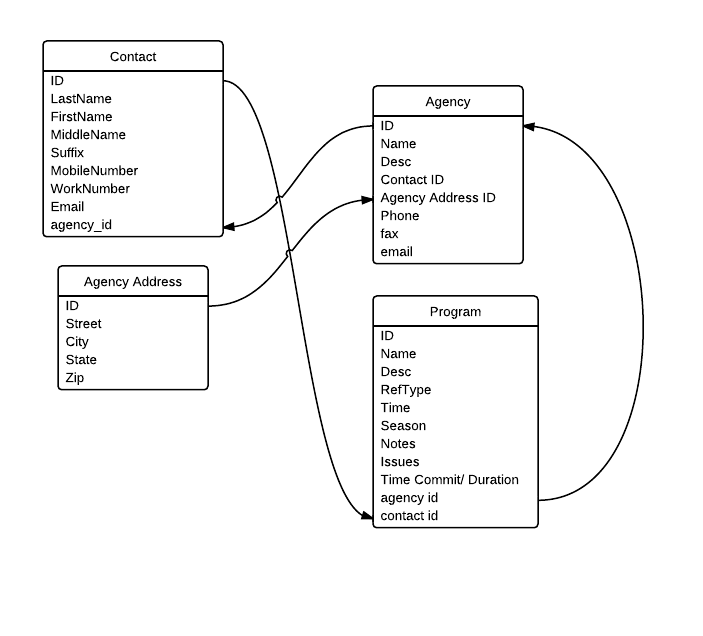 Contact
ID
LastName
FirstName
MiddleName
Suffix
MobileNumber
WorkNumber
Email
agency_id
Agency Address
ID
Street
City
State
Zip
Agency
ID
Name
Desc
Contact ID
Agency Address ID
Phone
fax
email
Program
ID
Name
Desc
RefType
Time
Season
Notes
Issues
Time Commit/ Duration
agency id
contact id